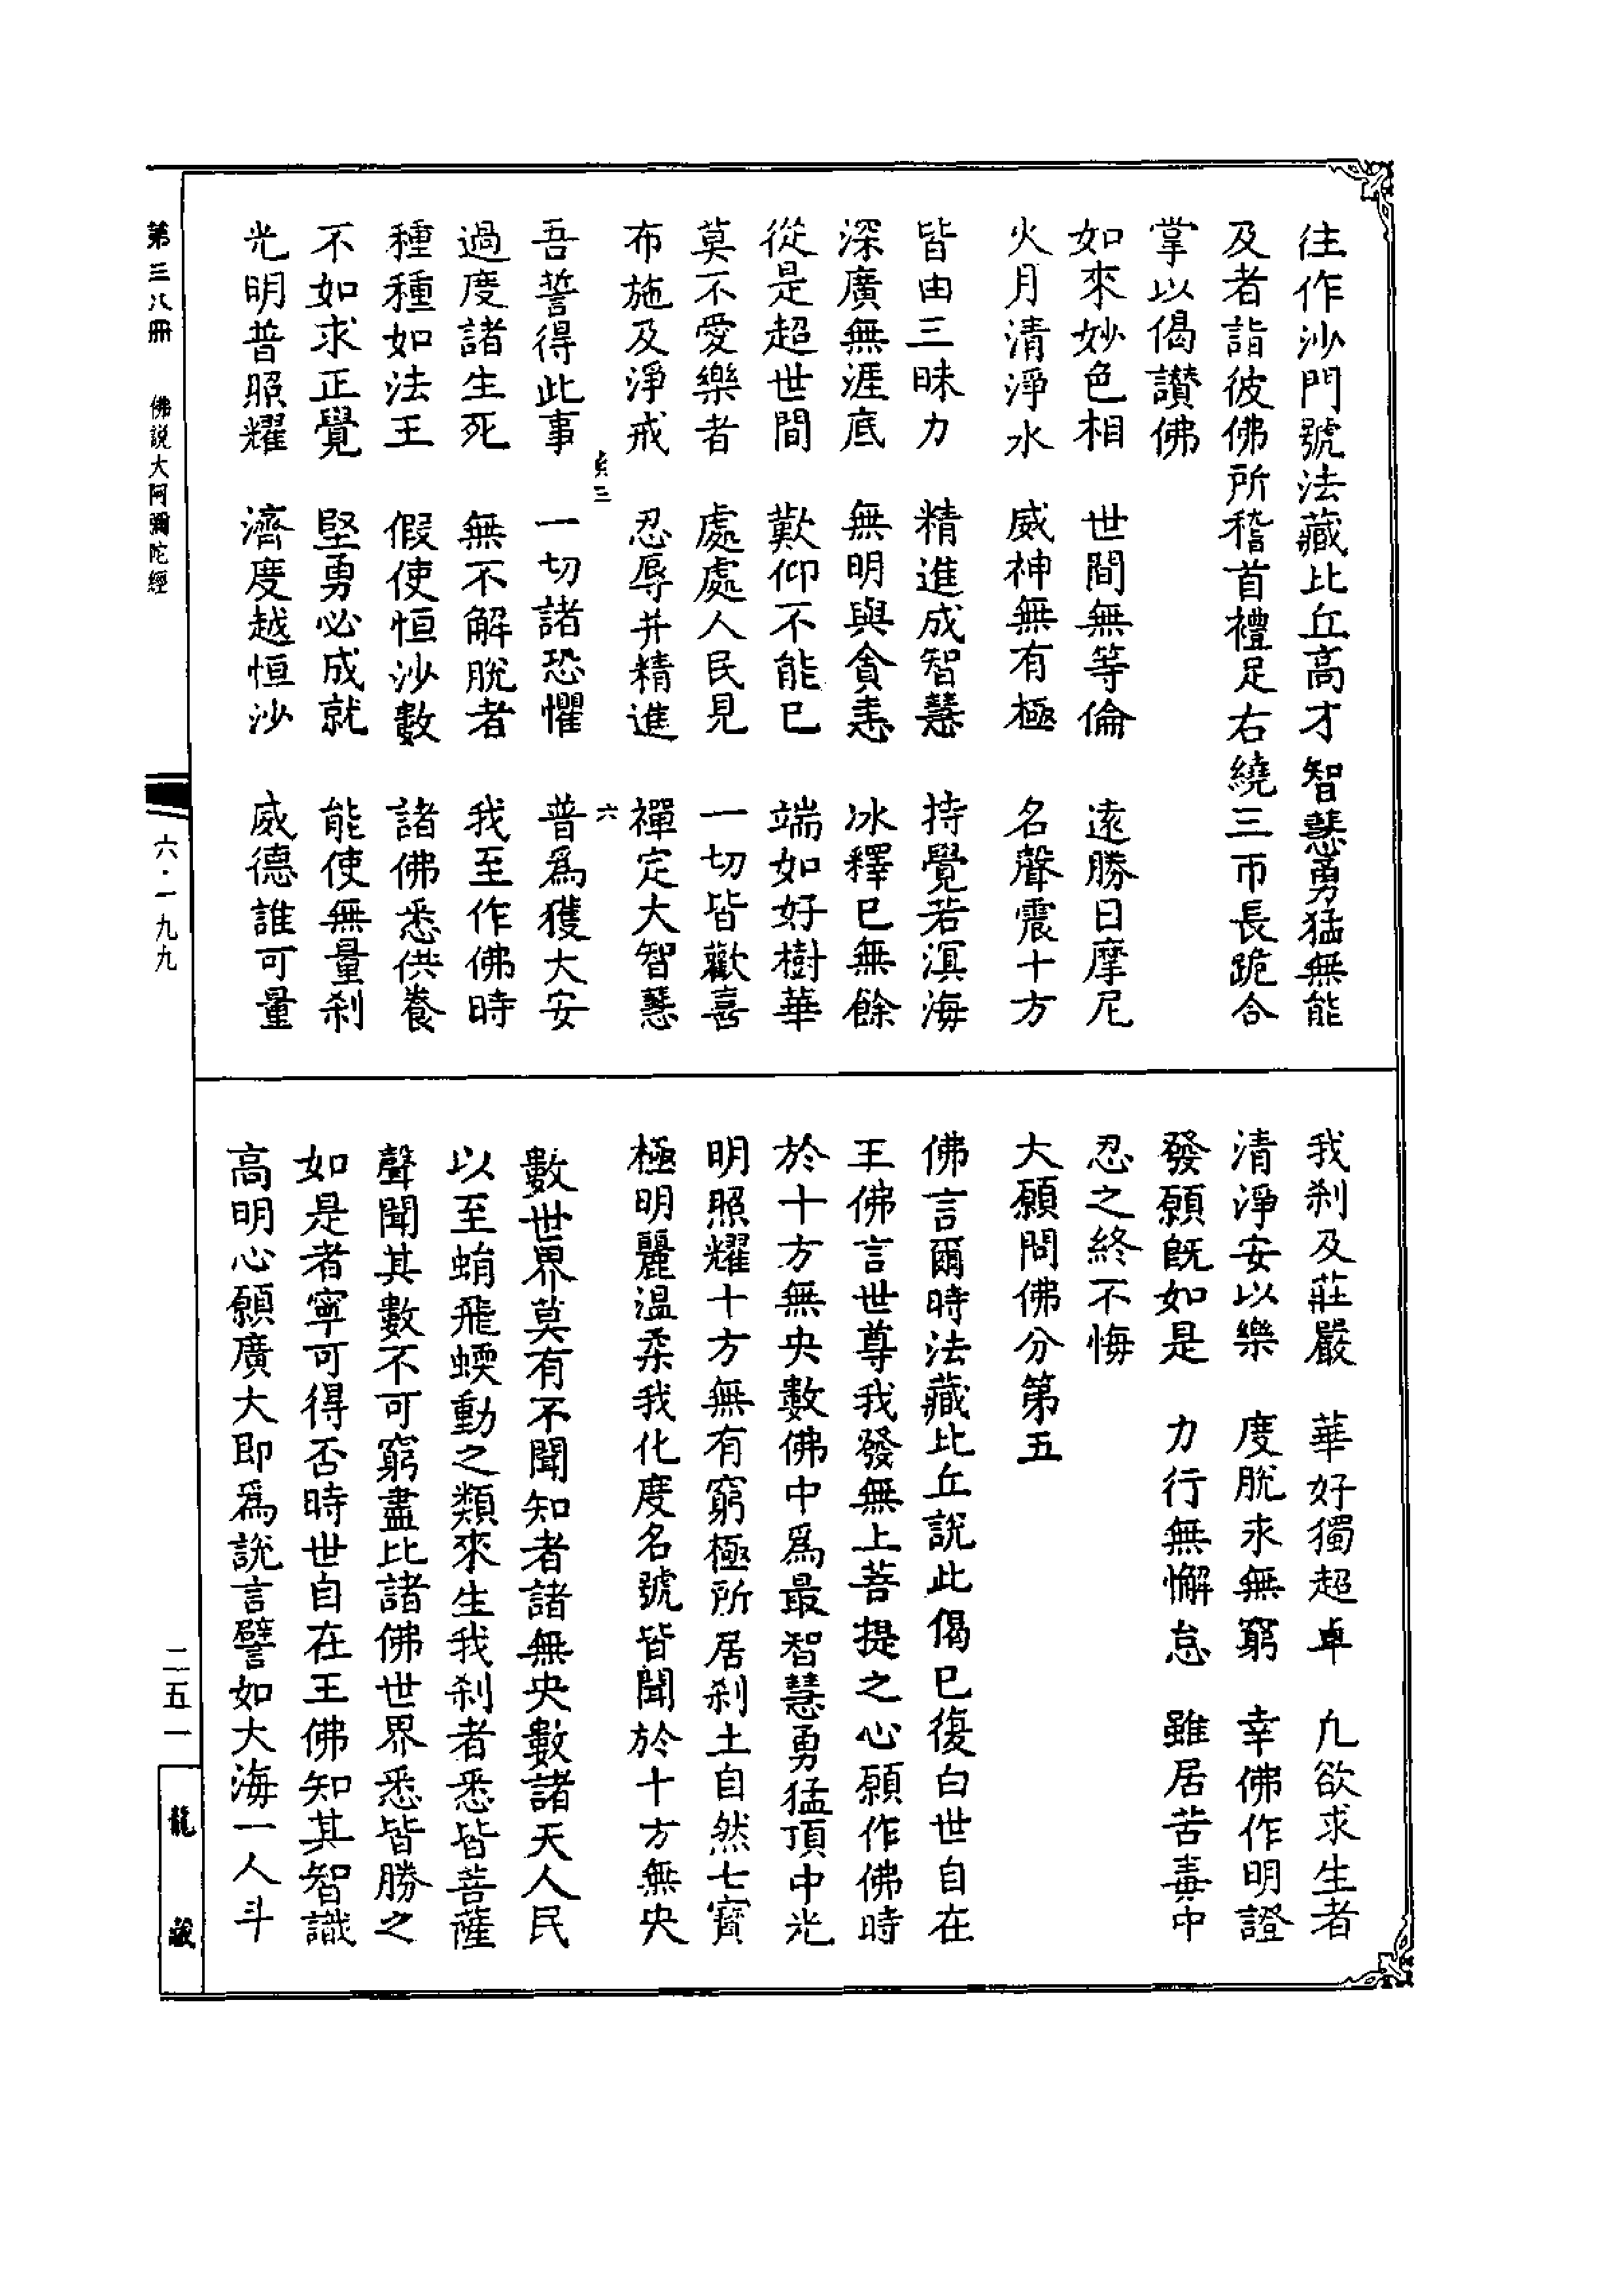 往作沙門號法藏比丘高才智慧勇猛無能
及者詣彼佛所稽首禮足右繞三帀長跪合
掌以偈讚佛
如來妙色相　世間無等倫　遠勝日摩尼
火月清淨水　威神無有極　名聲震十方
皆由三昧力　精進成智慧　持覺若溟海
深廣無涯底　無明與貪恚　冰釋已無餘
從是超世間　歎仰不能已　端如好樹華
莫不愛樂者　處處人民見　一切皆歡喜
布施及淨戒　忍辱并精進　禪定大智慧
三　六
吾誓得此事　一切諸恐懼　普爲獲大安
過度諸生死　無不解脫者　我至作佛時
種種如法王　假使恒沙數　諸佛悉供養
不如求正覺　堅勇必成就　能使無量刹
光明普照耀　濟度越恒沙　威德誰可量
我刹及莊嚴　華好獨超卓　凡欲求生者
清淨安以樂　度脫永無窮　幸佛作明證
發願旣如是　力行無懈怠　雖居苦毒中
忍之終不悔
大願問佛分第五
佛言爾時法藏比丘說此偈已復白世自在
王佛言世尊我發無上菩提之心願作佛時
於十方無央數佛中爲最智慧勇猛頂中光
明照耀十方無有窮極所居刹土自然七寶
極明麗溫柔我化度名號皆聞於十方無央
數世界莫有不聞知者諸無央數諸天人民
以至蜎飛蝡動之類來生我刹者悉皆菩薩
聲聞其數不可窮盡比諸佛世界悉皆勝之
如是者寧可得否時世自在王佛知其智識
高明心願廣大即爲說言譬如大海一人斗
第三八冊　佛說大阿彌陀經
六·一九九
二五一
龍藏